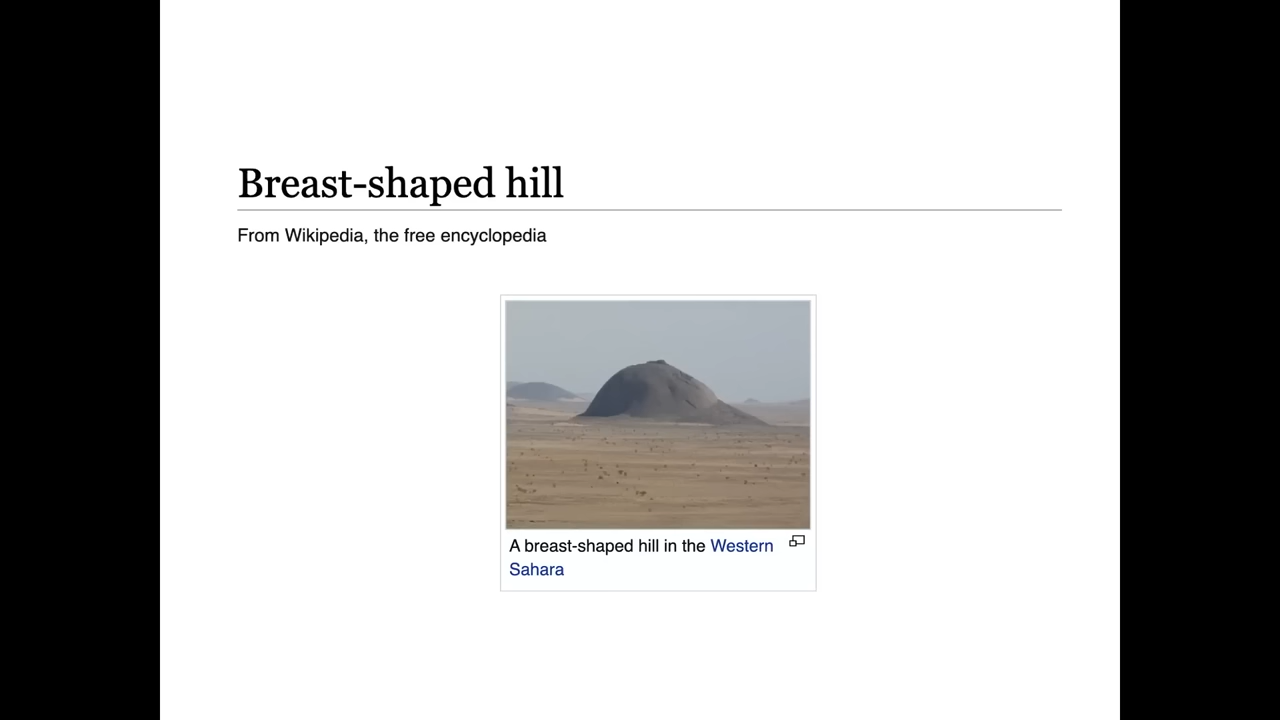 Breast-shaped hill
From Wikipedia, the free encyclopedia
A breast-shaped hill in the Western
Sahara